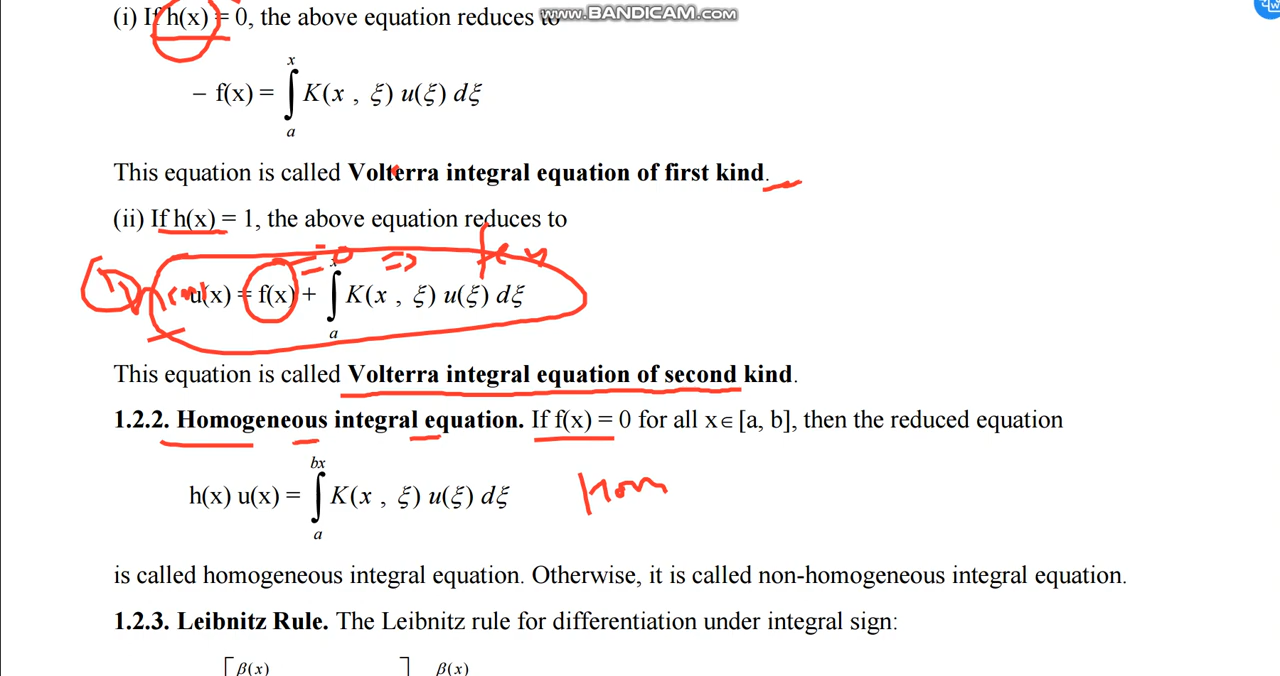 (i) If h(x) = 0, the above equation reduces to
www.BANDICAM.com
x
− f(x) = ∫ K(x , ξ) u(ξ) dξ
a
This equation is called Volterra integral equation of first kind.
(ii) If h(x) = 1, the above equation reduces to
x
u(x) = f(x) + ∫ K(x , ξ) u(ξ) dξ
a
This equation is called Volterra integral equation of second kind.
1.2.2. Homogeneous integral equation. If f(x) = 0 for all x∈ [a, b], then the reduced equation
bx
h(x) u(x) = ∫ K(x , ξ) u(ξ) dξ
a
Hom
is called homogeneous integral equation. Otherwise, it is called non-homogeneous integral equation.
1.2.3. Leibnitz Rule. The Leibnitz rule for differentiation under integral sign:
β(x) β(x)